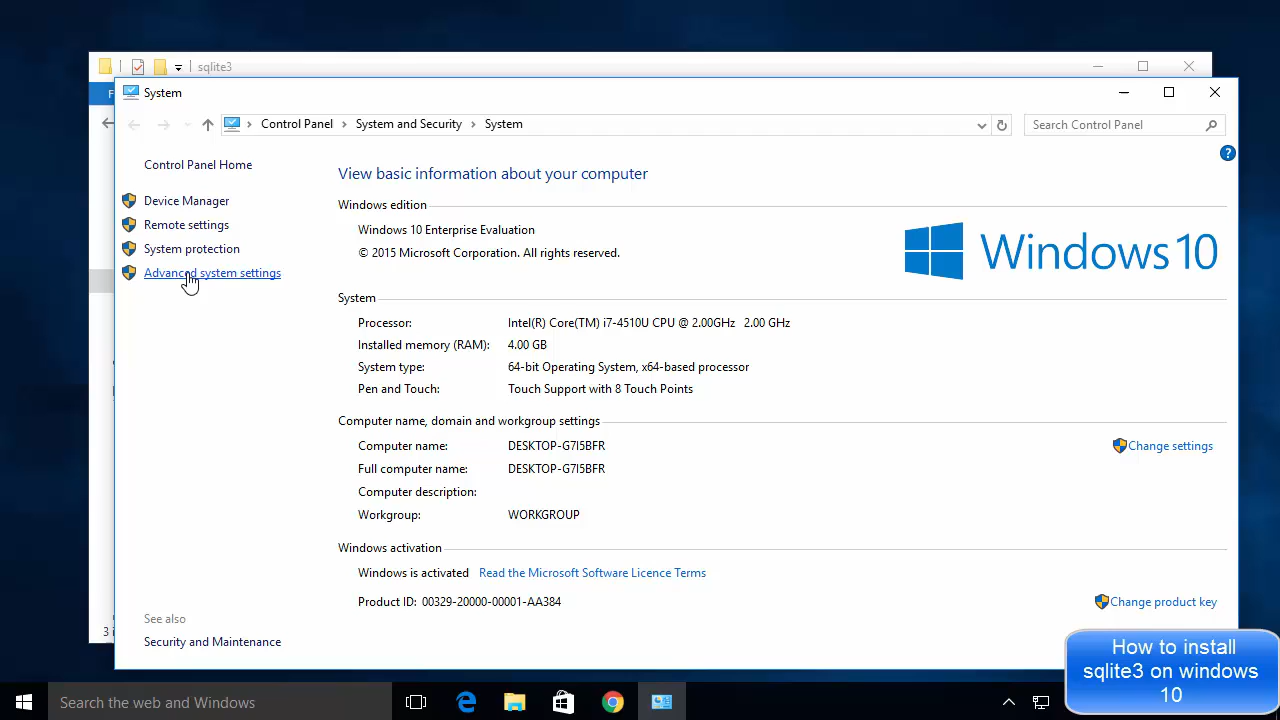 sqlite3
F
System
Control Panel > System and Security > System
Search Control Panel
?
Control Panel Home
Device Manager
Remote settings
System protection
Advanced system settings
View basic information about your computer
Windows edition
Windows 10 Enterprise Evaluation
© 2015 Microsoft Corporation. All rights reserved.
Windows 10
System
Processor: Intel(R) Core(TM) i7-4510U CPU @ 2.00GHz 2.00 GHz
Installed memory (RAM): 4.00 GB
System type: 64-bit Operating System, x64-based processor
Pen and Touch: Touch Support with 8 Touch Points
Computer name, domain and workgroup settings
Computer name: DESKTOP-G7I5BFR
Change settings
Full computer name: DESKTOP-G7I5BFR
Computer description:
Workgroup: WORKGROUP
Windows activation
Windows is activated Read the Microsoft Software Licence Terms
Product ID: 00329-20000-00001-AA384
Change product key
See also
Security and Maintenance
3 i
How to install
sqlite3 on windows
10
Search the web and Windows